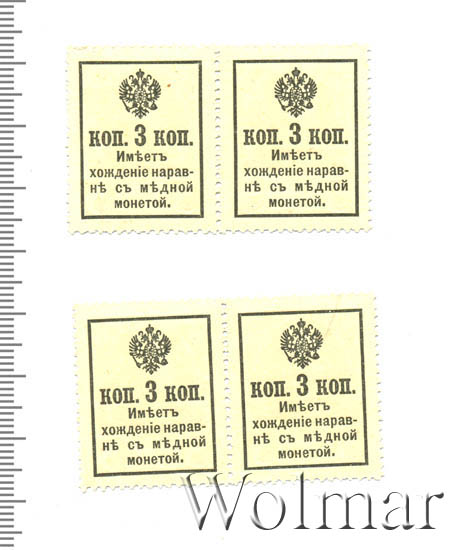 коп. 3 коп.
Имѣетъ
хожденіе нарав-
нѣ съ мѣдной
монетой.
коп. 3 коп.
Имѣетъ
хожденіе нарав-
нѣ съ мѣдной
монетой.
коп. 3 коп.
Имѣетъ
хожденіе нарав-
нѣ съ мѣдной
монетой.
коп. 3 коп.
Имѣетъ
хожденіе нарав-
нѣ съ мѣдной
монетой.
Wolmar